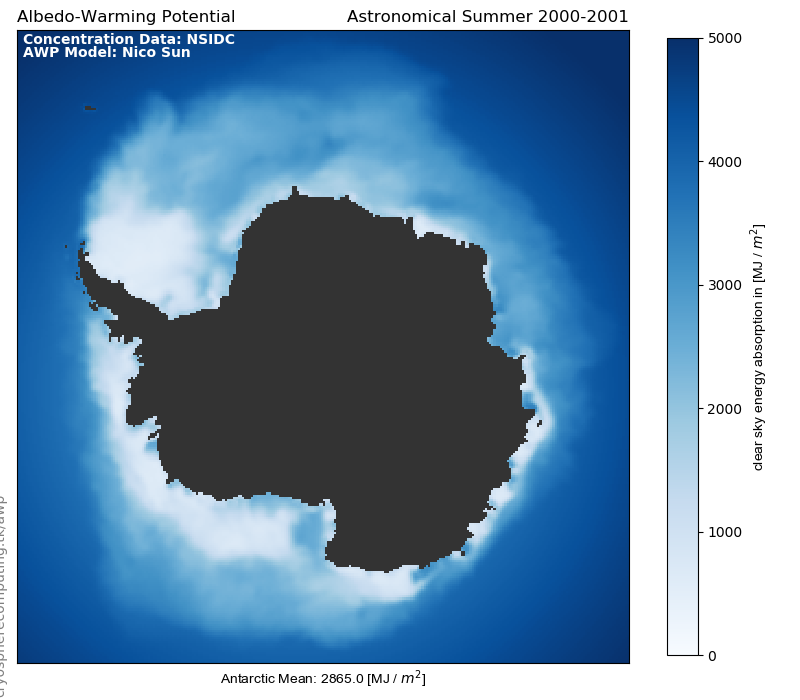 Albedo-Warming Potential
Astronomical Summer 2000-2001
Concentration Data: NSIDC
AWP Model: Nico Sun
5000
4000
3000
2000
1000
0
clear sky energy absorption in [MJ / m²]
Antarctic Mean: 2865.0 [MJ / m²]
ryospherecomputing.tk/awp